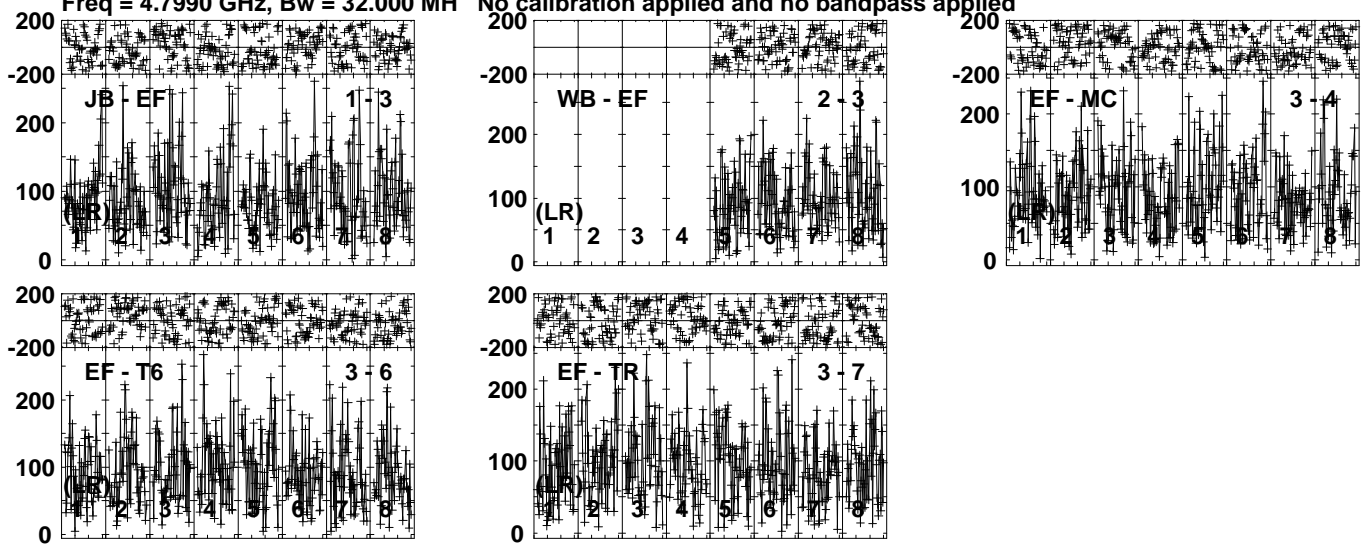 Freq = 4.7990 GHz, Bw = 32.000 MH No calibration applied and no bandpass applied
200
-200
JB - EF 1 - 3
200
100
(LR)
1 2 3 4 5 6 7 8
0
200
-200
WB - EF 2 - 3
200
100
(LR)
1 2 3 4 5 6 7 8
0
200
-200
EF - MC 3 - 4
200
100
(LR)
1 2 3 4 5 6 7 8
0
200
-200
EF - T6 3 - 6
200
100
(LR)
1 2 3 4 5 6 7 8
0
200
-200
EF - TR 3 - 7
200
100
(LR)
1 2 3 4 5 6 7 8
0